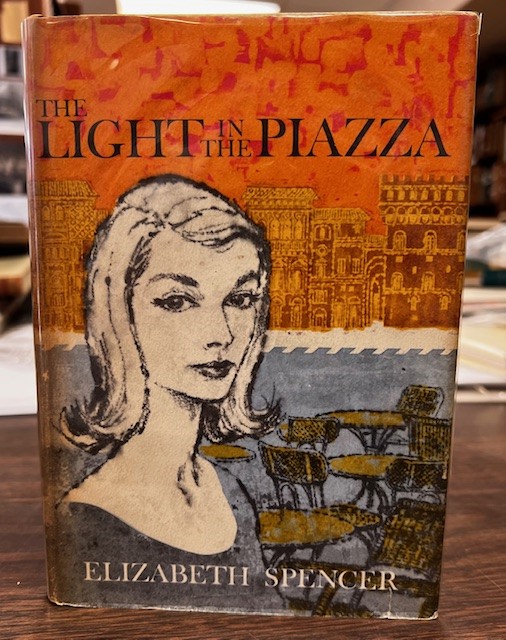 THE
LIGHT IN THE PIAZZA
ELIZABETH SPENCER